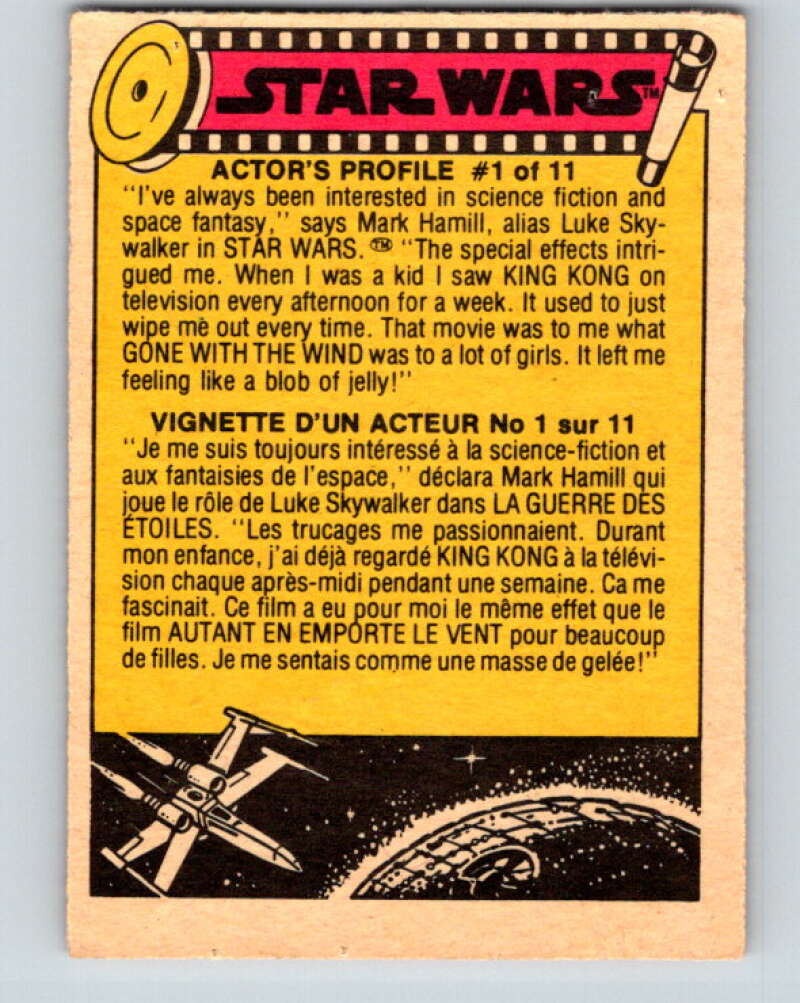 STAR WARS™
ACTOR'S PROFILE #1 of 11
"I've always been interested in science fiction and
space fantasy," says Mark Hamill, alias Luke Sky-
walker in STAR WARS.™ "The special effects intri-
gued me. When I was a kid I saw KING KONG on
television every afternoon for a week. It used to just
wipe me out every time. That movie was to me what
GONE WITH THE WIND was to a lot of girls. It left me
feeling like a blob of jelly!"
VIGNETTE D'UN ACTEUR No 1 sur 11
"Je me suis toujours intéressé à la science-fiction et
aux fantaisies de l'espace," déclara Mark Hamill qui
joue le rôle de Luke Skywalker dans LA GUERRE DES
ÉTOILES. "Les trucages me passionnaient. Durant
mon enfance, j'ai déjà regardé KING KONG à la télévi-
sion chaque après-midi pendant une semaine. Ca me
fascinait. Ce film a eu pour moi le même effet que le
film AUTANT EN EMPORTE LE VENT pour beaucoup
de filles. Je me sentais comme une masse de gelée!"